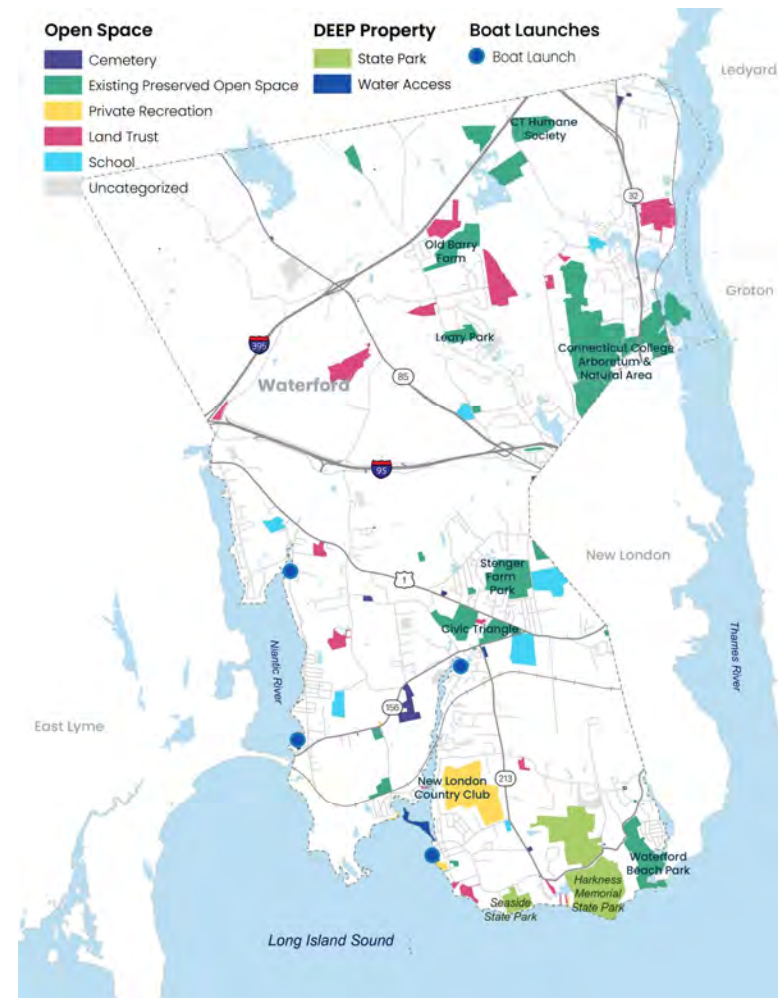 Open Space
Cemetery
Existing Preserved Open Space
Private Recreation
Land Trust
School
Uncategorized
DEEP Property
State Park
Water Access
Boat Launches
Boat Launch
Ledyard
CT Humane
Society
32
Old Barry
Farm
Groton
Leary Park
Connecticut College
Arboretum &
Natural Area
395
Waterford
85
95
New London
Stenger
Farm
Park
1
Civic Triangle
Niantic River
Thames River
East Lyme
156
213
New London
Country Club
Waterford
Beach Park
Harkness
Memorial
State Park
Seaside
State Park
Long Island Sound